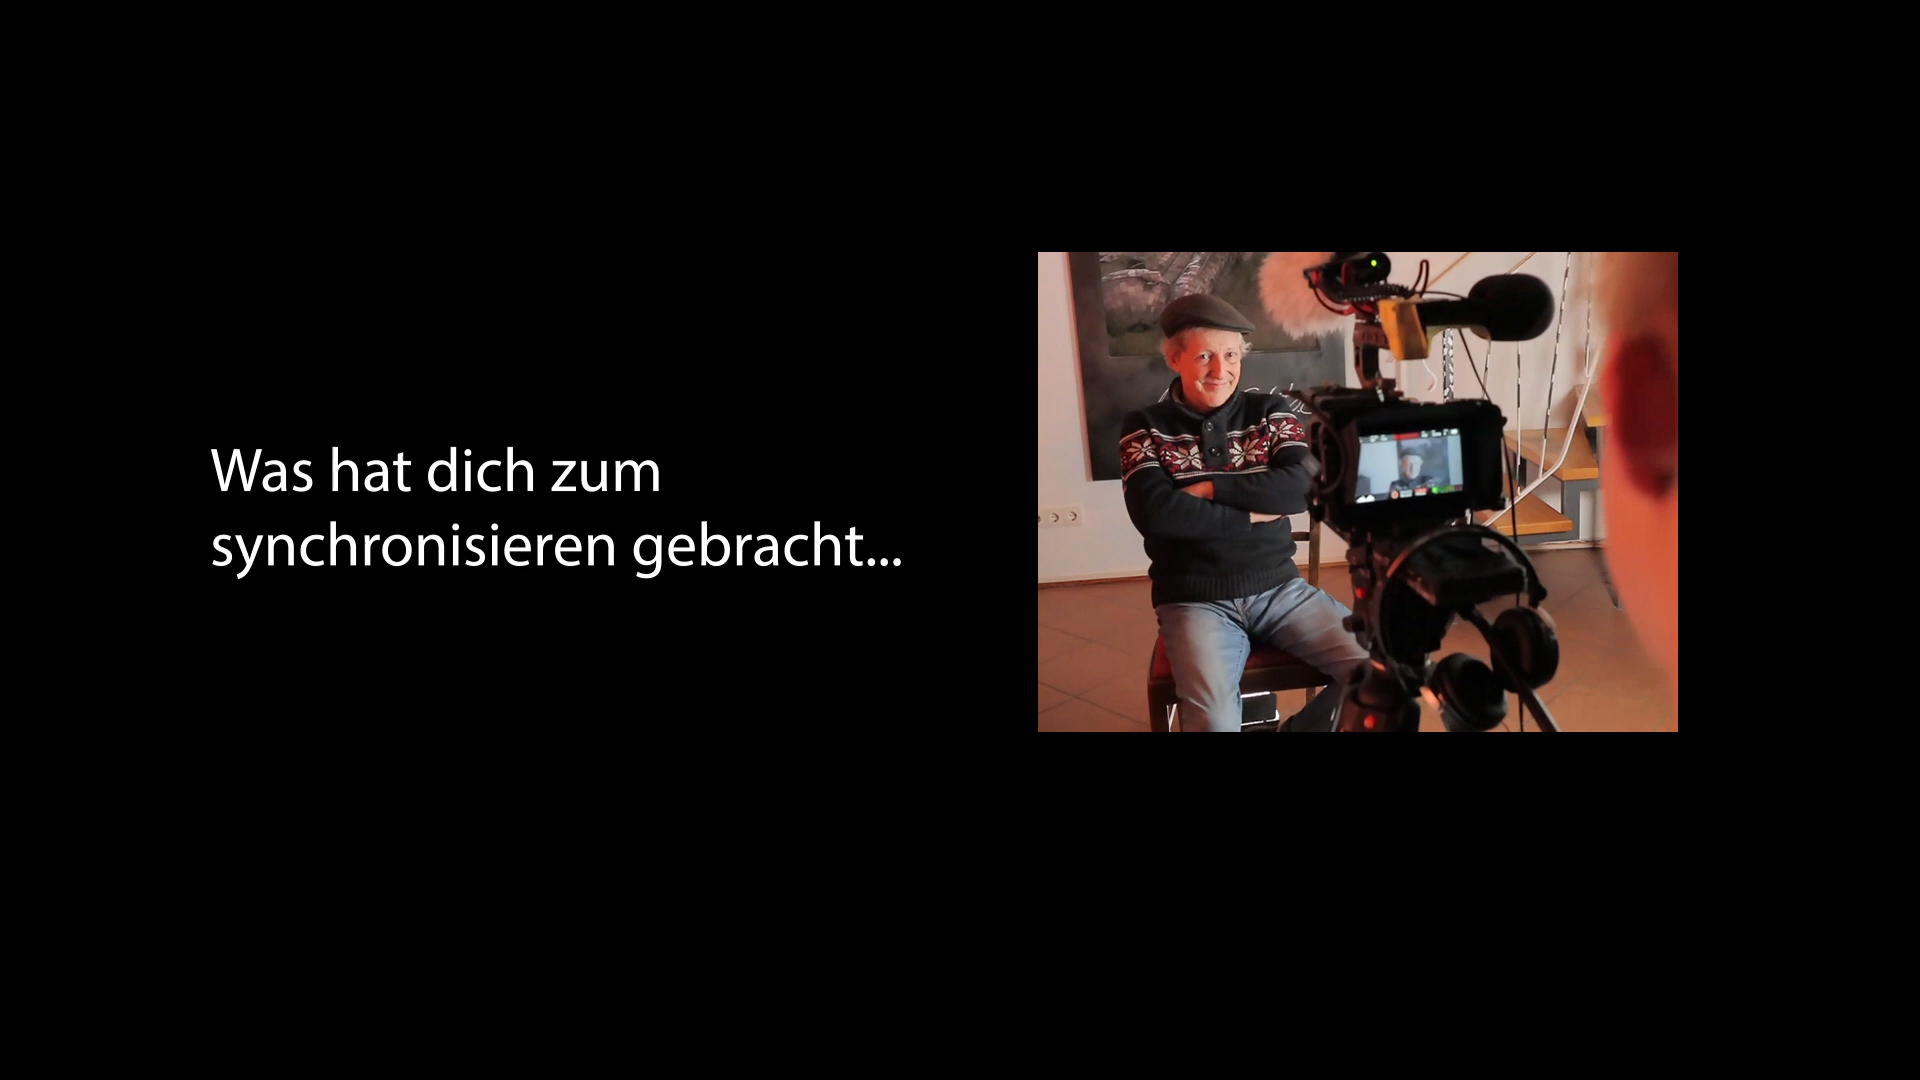 Was hat dich zum
synchronisieren gebracht...